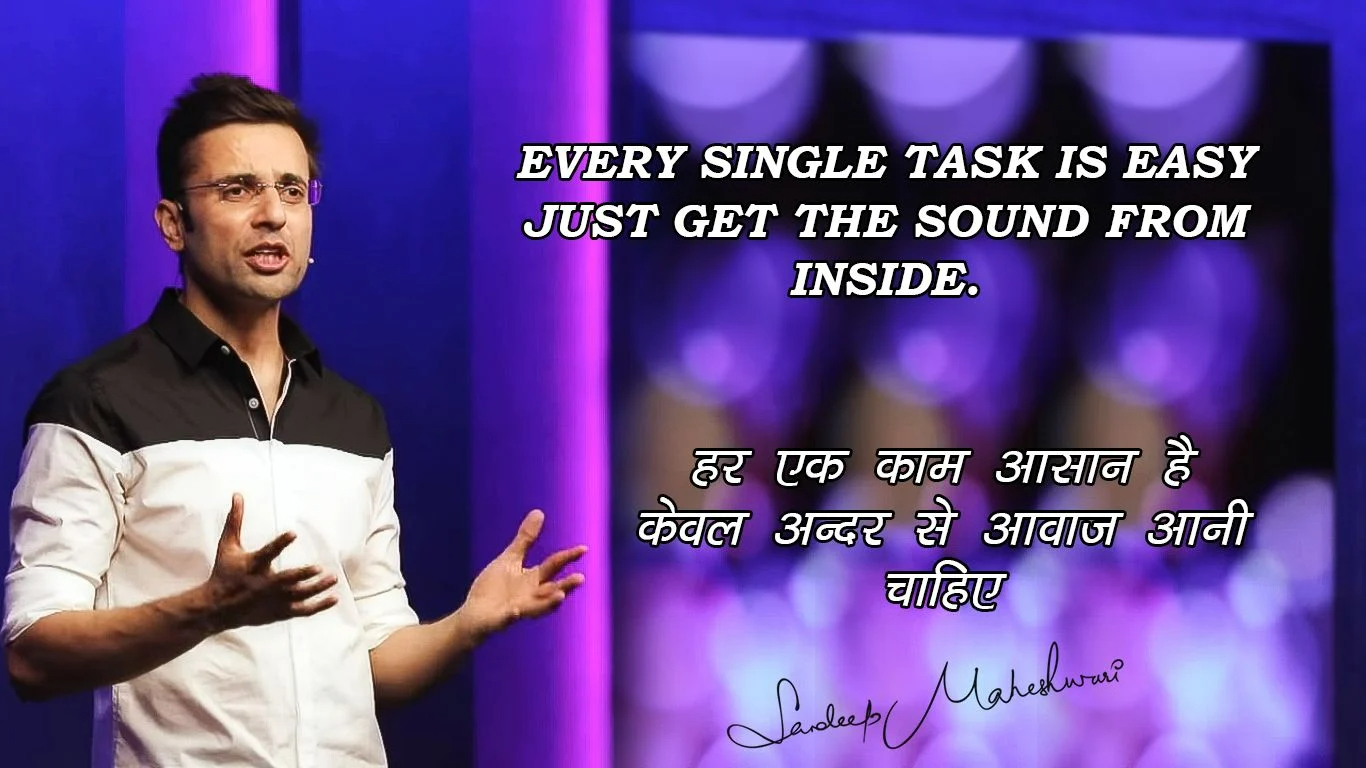 EVERY SINGLE TASK IS EASY
JUST GET THE SOUND FROM
INSIDE.
हर एक काम आसान है
केवल अन्दर से आवाज आनी
चाहिए
Sandeep Maheshwari